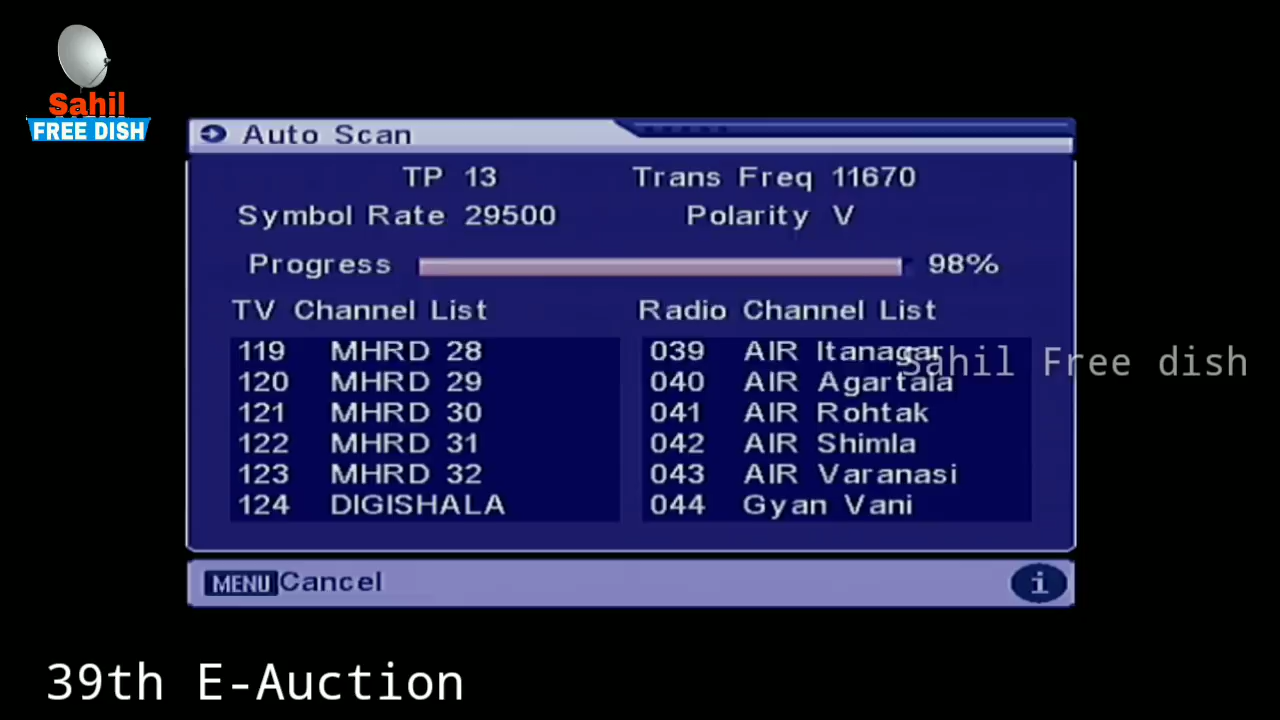 Sahil
FREE DISH
Auto Scan
TP 13 Trans Freq 11670
Symbol Rate 29500 Polarity V
Progress 98%
TV Channel List Radio Channel List
119 MHRD 28 039 AIR Itanagar
120 MHRD 29 040 AIR Agartala
121 MHRD 30 041 AIR Rohtak
122 MHRD 31 042 AIR Shimla
123 MHRD 32 043 AIR Varanasi
124 DIGISHALA 044 Gyan Vani
Sahil Free dish
MENU Cancel i
39th E-Auction